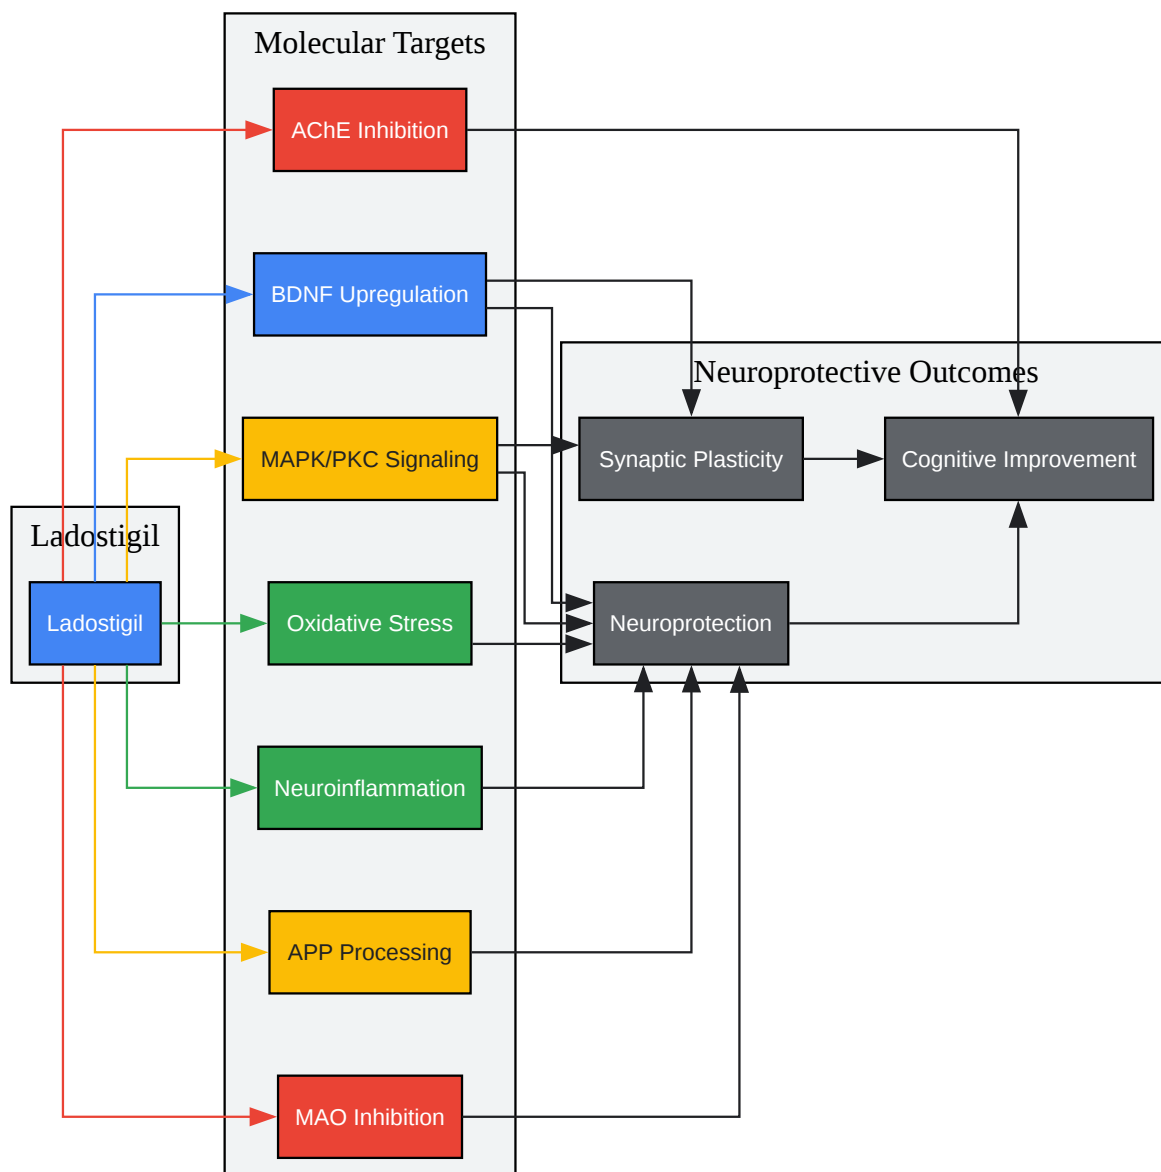 Molecular Targets
AChE Inhibition
BDNF Upregulation
Neuroprotective Outcomes
MAPK/PKC Signaling
Synaptic Plasticity
Cognitive Improvement
Ladostigil
Ladostigil
Oxidative Stress
Neuroprotection
Neuroinflammation
APP Processing
MAO Inhibition